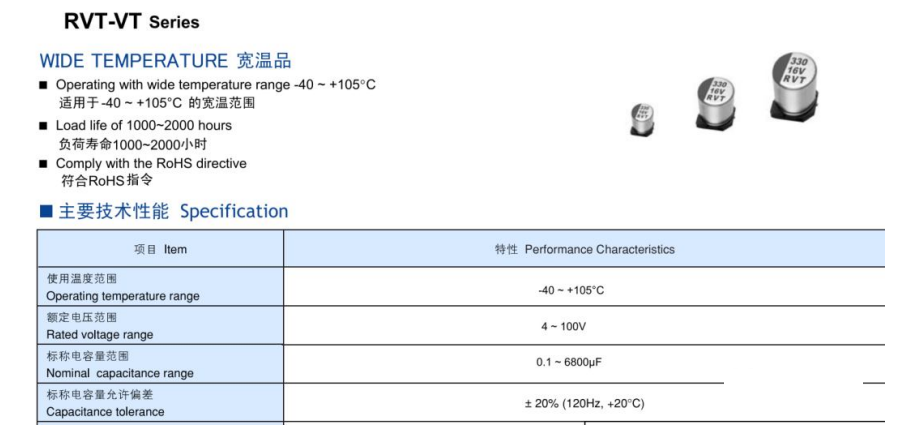 RVT-VT Series
WIDE TEMPERATURE 宽温品
■ Operating with wide temperature range -40 ~ +105°C
适用于-40 ~ +105°C 的宽温范围
■ Load life of 1000~2000 hours
负荷寿命1000~2000小时
■ Comply with the RoHS directive
符合RoHS指令
330
16V
RVT
330
16V
RVT
330
16V
RVT
■ 主要技术性能 Specification
项目 Item
特性 Performance Characteristics
使用温度范围
Operating temperature range
-40 ~ +105°C
额定电压范围
Rated voltage range
4 ~ 100V
标称电容量范围
Nominal capacitance range
0.1 ~ 6800μF
标称电容量允许偏差
Capacitance tolerance
± 20% (120Hz, +20°C)